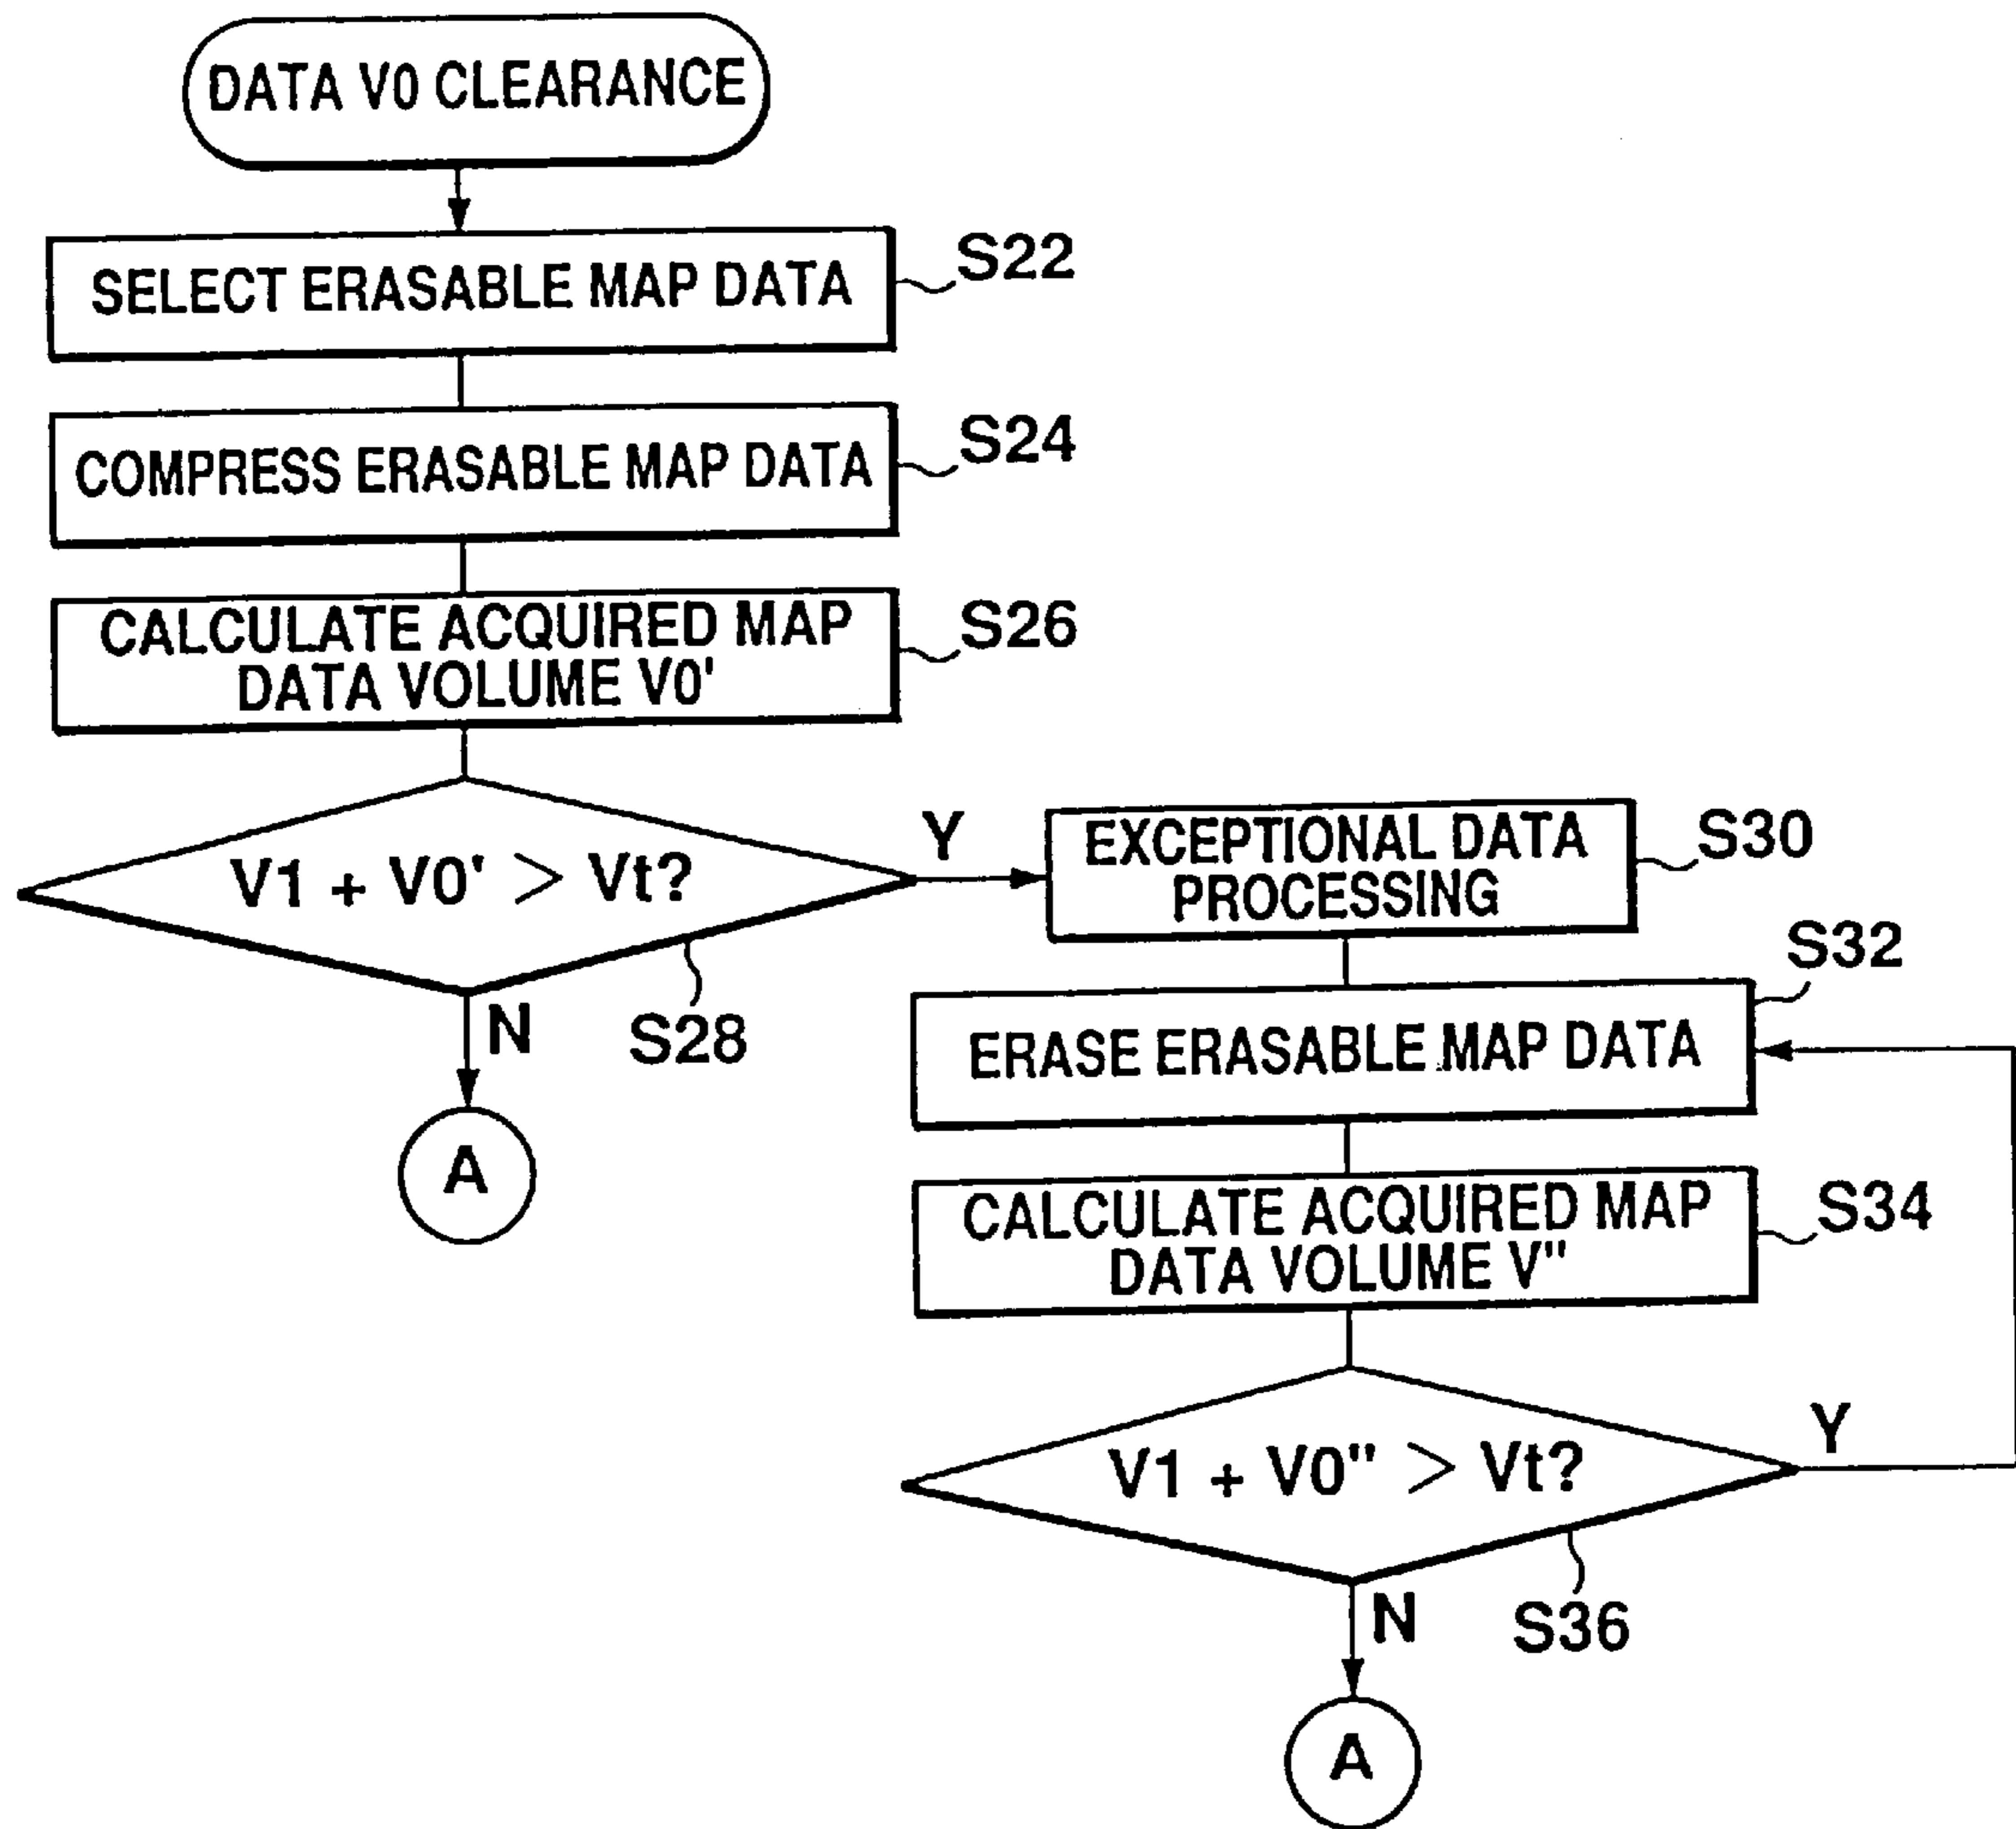 DATA V0 CLEARANCE
SELECT ERASABLE MAP DATA
S22
COMPRESS ERASABLE MAP DATA
S24
CALCULATE ACQUIRED MAP
DATA VOLUME V0'
S26
V1 + V0' > Vt?
Y
N
S28
A
EXCEPTIONAL DATA
PROCESSING
S30
ERASE ERASABLE MAP DATA
S32
CALCULATE ACQUIRED MAP
DATA VOLUME V"
S34
V1 + V0" > Vt?
Y
N
S36
A